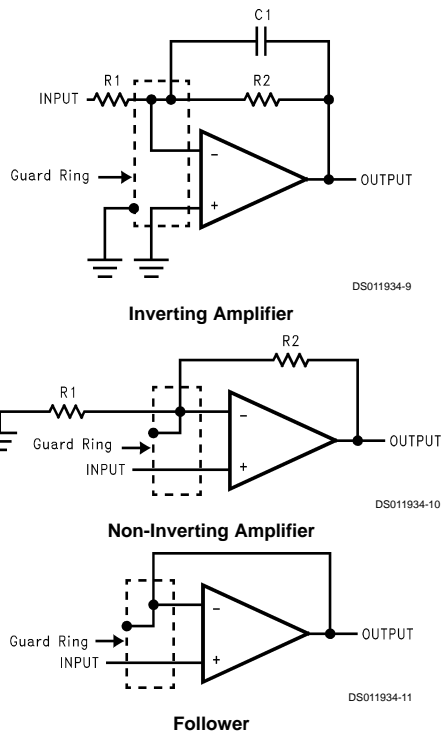 C1
R1
R2
INPUT
−
Guard Ring
OUTPUT
+
DS011934-9
Inverting Amplifier
R2
R1
−
Guard Ring
OUTPUT
INPUT
+
DS011934-10
Non-Inverting Amplifier
−
Guard Ring
OUTPUT
INPUT
+
DS011934-11
Follower